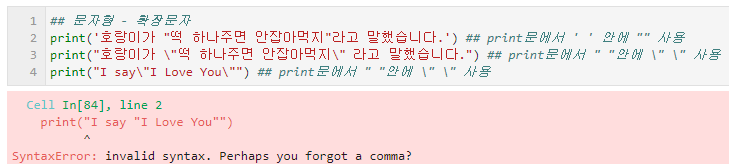 1 ## 문자형 - 확장문자
2 print('호랑이가 "떡 하나주면 안잡아먹지"라고 말했습니다.') ## print문에서 ' ' 안에 "" 사용
3 print("호랑이가 \"떡 하나주면 안잡아먹지\" 라고 말했습니다.") ## print문에서 " "안에 \" \" 사용
4 print("I say\"I Love You\"") ## print문에서 " "안에 \" \" 사용
Cell In[84], line 2
print("I say "I Love You"")
^
SyntaxError: invalid syntax. Perhaps you forgot a comma?